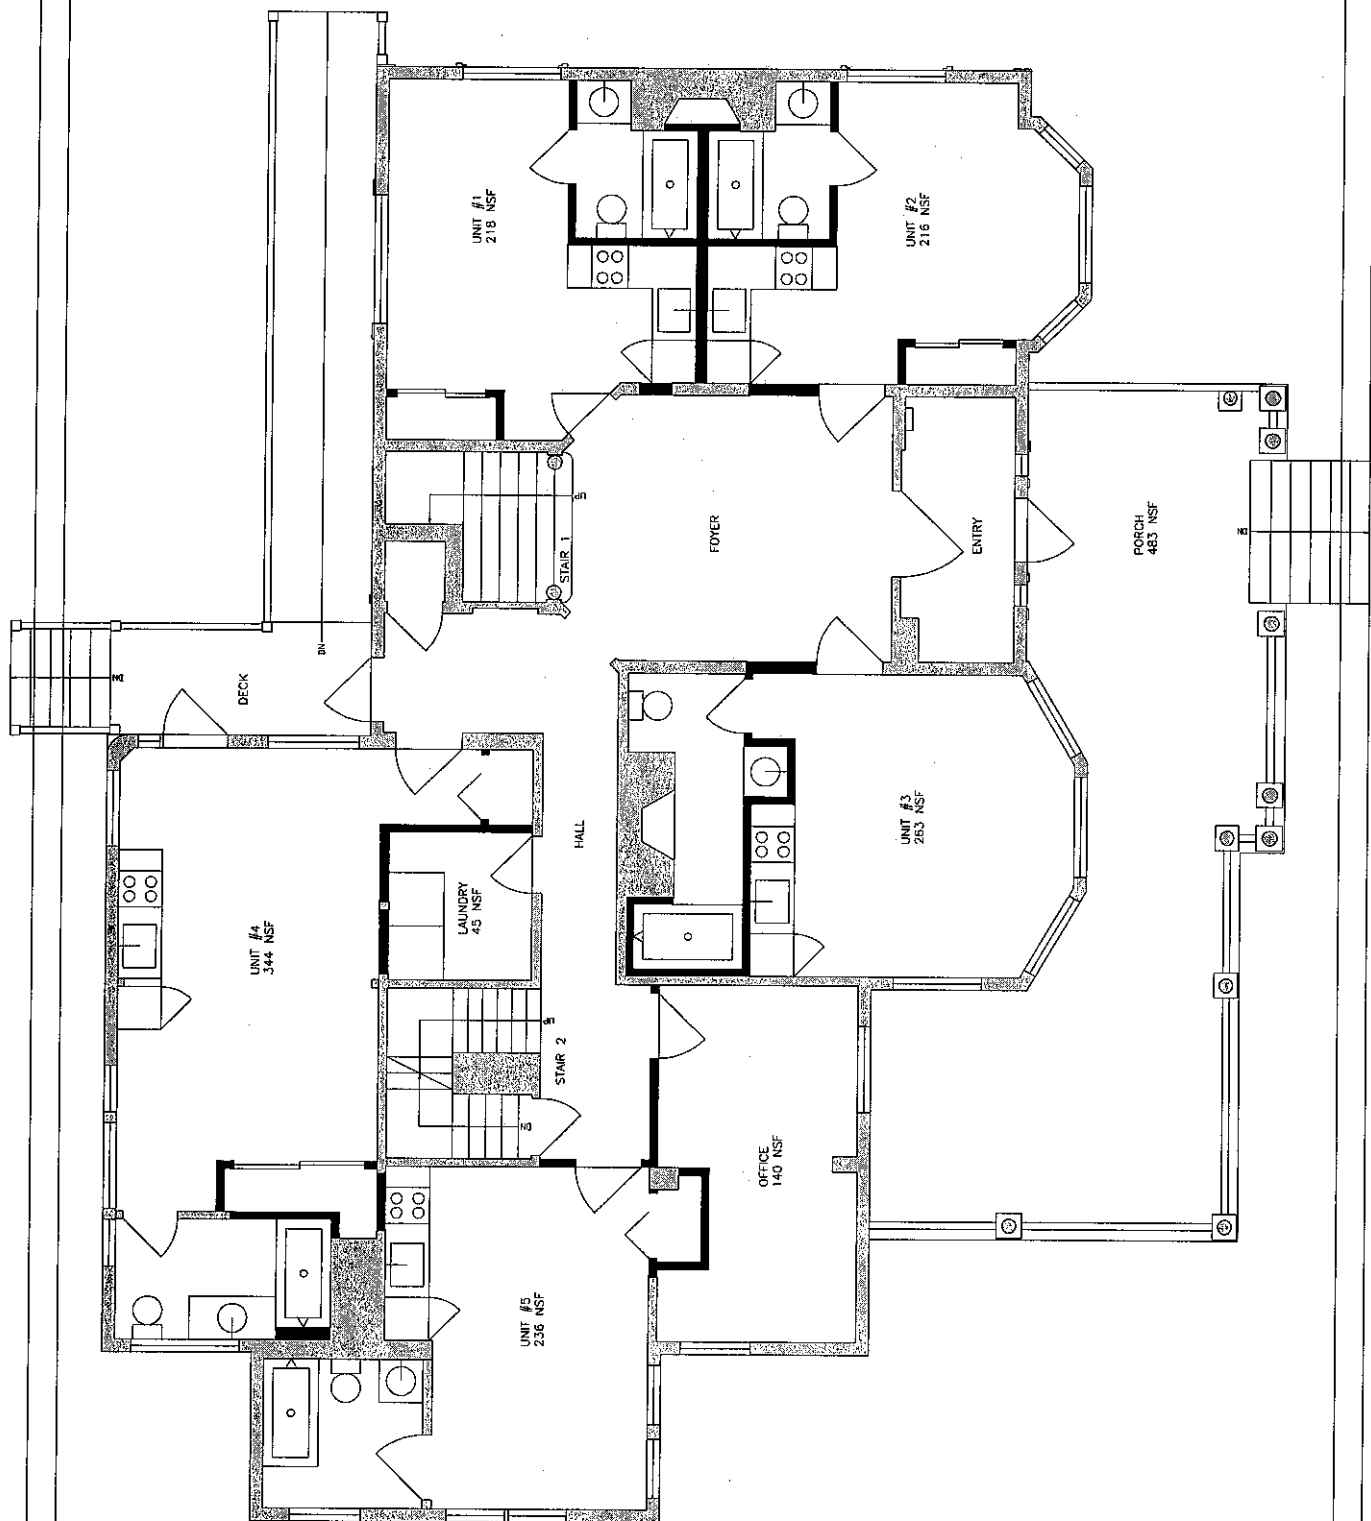 UNIT #1
218 NSF
UNIT #2
216 NSF
UP
STAIR 1
FOYER
ENTRY
PORCH
483 NSF
DN
DN
DECK
DN
HALL
UNIT #3
263 NSF
LAUNDRY
45 NSF
UNIT #4
344 NSF
UP
STAIR 2
DN
OFFICE
140 NSF
UNIT #5
236 NSF